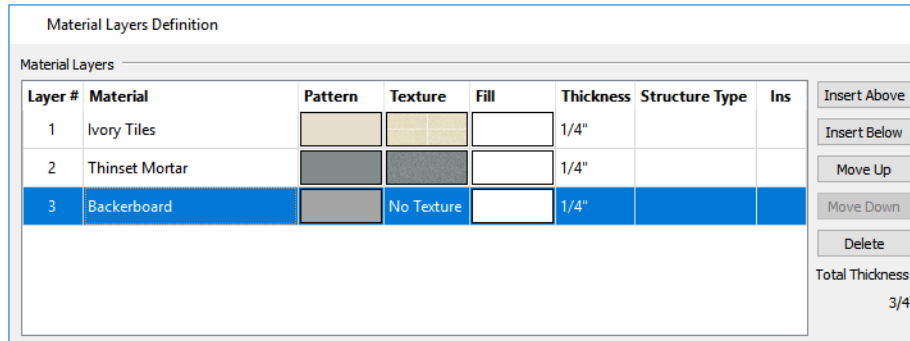 Material Layers Definition
Material Layers
Layer # Material Pattern Texture Fill Thickness Structure Type Ins
1 Ivory Tiles 1/4"
2 Thinset Mortar 1/4"
3 Backerboard No Texture 1/4"
Insert Above
Insert Below
Move Up
Move Down
Delete
Total Thickness
3/4